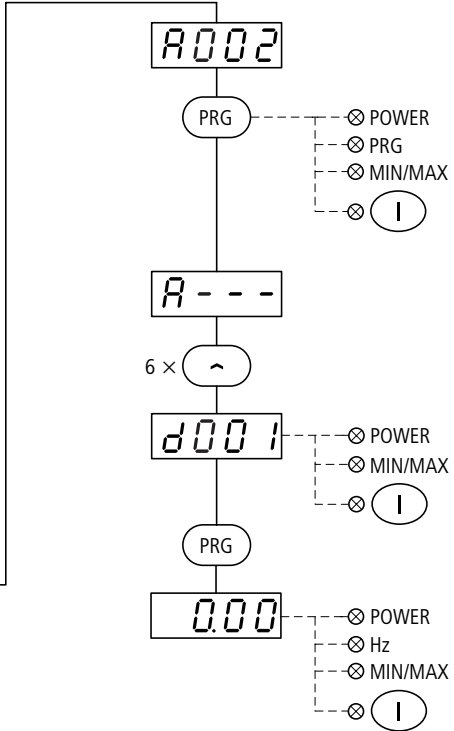 A002
PRG
POWER
PRG
MIN/MAX
I
A---
6 ×
d001
POWER
MIN/MAX
I
PRG
0.00
POWER
Hz
MIN/MAX
I